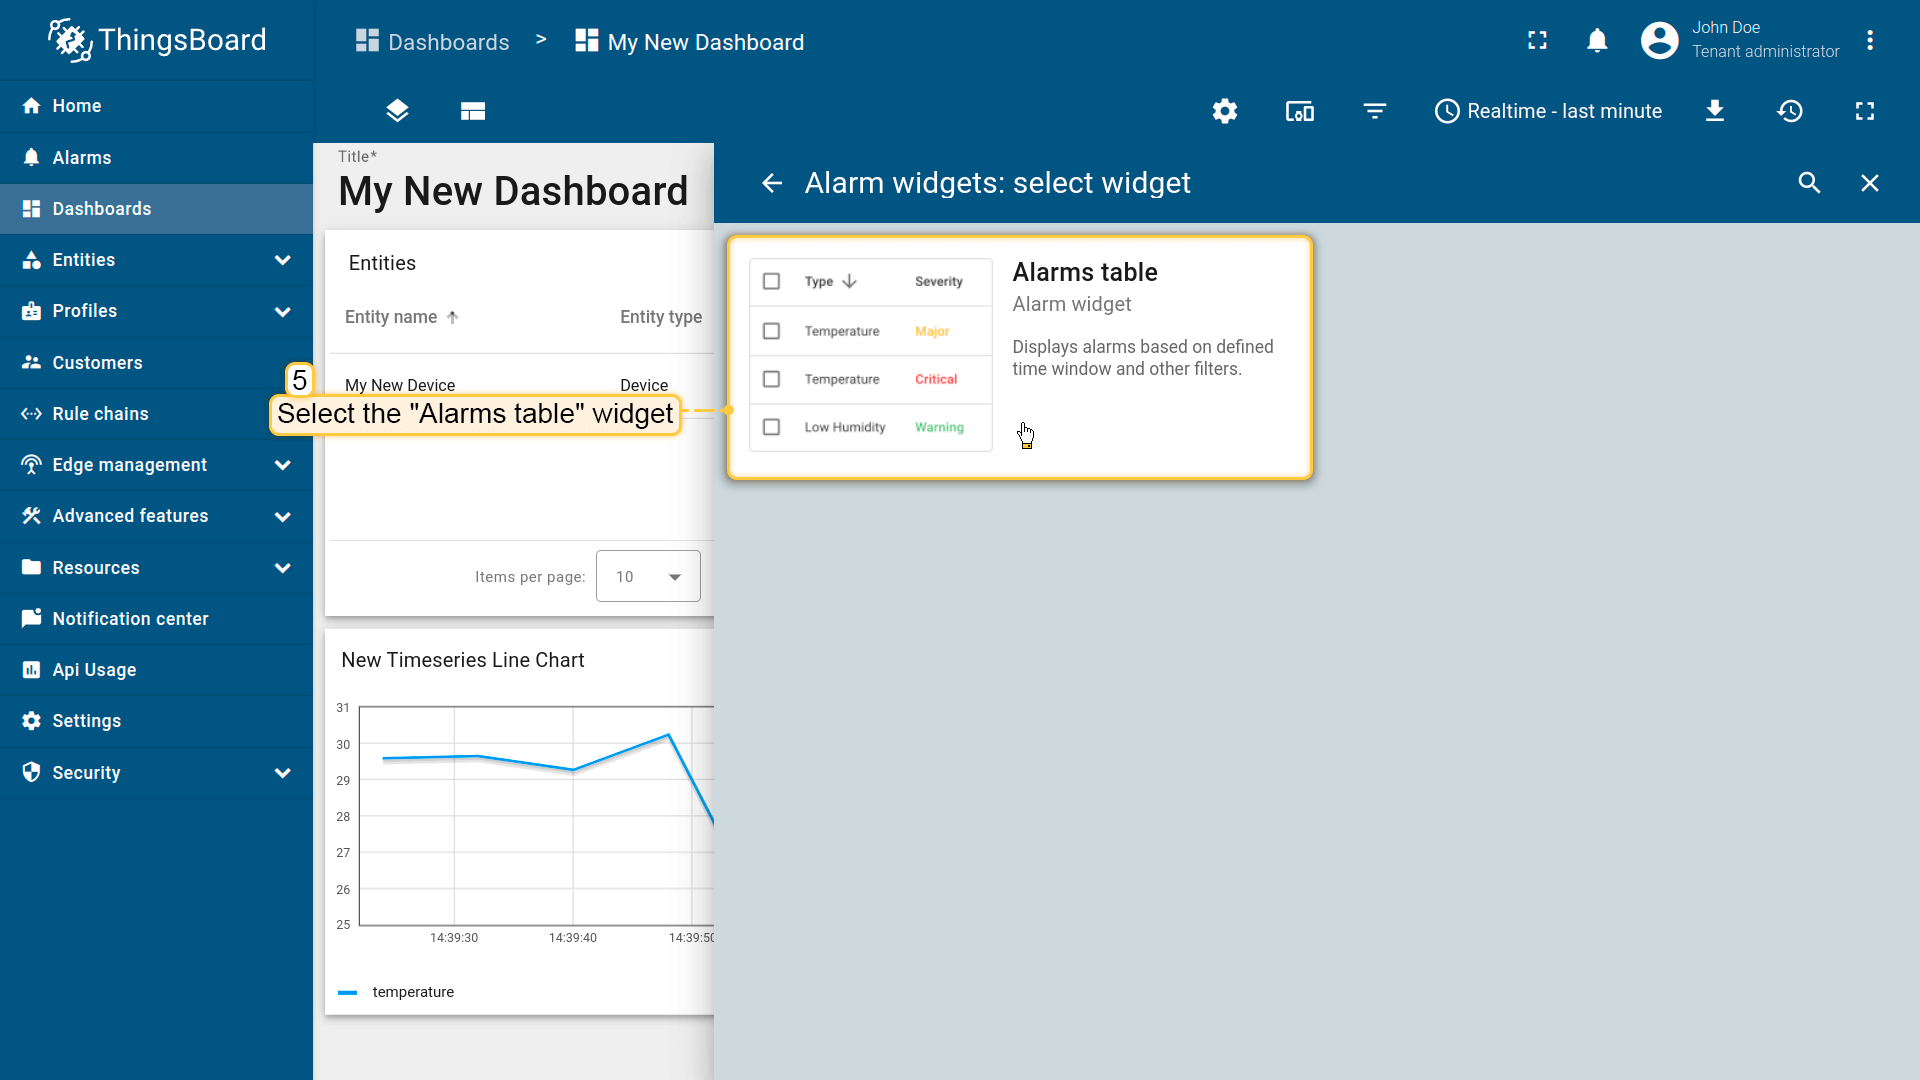 ThingsBoard
Dashboards > My New Dashboard
John Doe
Tenant administrator
Home
Alarms
Dashboards
Entities
Profiles
Customers
Rule chains
Edge management
Advanced features
Resources
Notification center
Api Usage
Settings
Security
Realtime - last minute
Title*
My New Dashboard
Entities
Entity name Entity type
My New Device Device
5
Select the "Alarms table" widget
Items per page: 10
New Timeseries Line Chart
31
30
29
28
27
26
25
14:39:30 14:39:40 14:39:50
temperature
Alarm widgets: select widget
Type Severity
Temperature Major
Temperature Critical
Low Humidity Warning
Alarms table
Alarm widget
Displays alarms based on defined
time window and other filters.